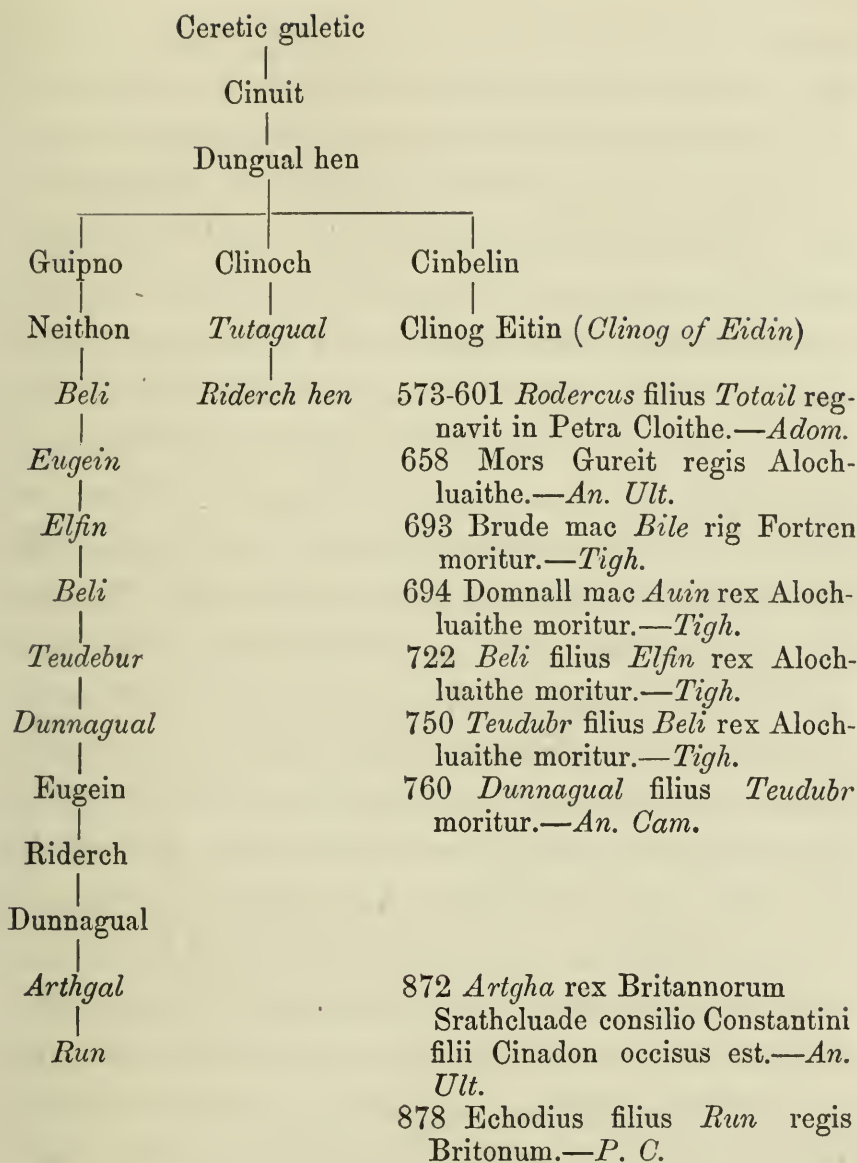 Ceretic guletic
Cinuit
Dungual hen
Guipno Clinoch Cinbelin
Neithon Tutagual Clinog Eitin (Clinog of Eidin)
Beli Riderch hen 573-601 Rodercus filius Totail reg-
navit in Petra Cloithe.—Adom.
Eugein 658 Mors Gureit regis Aloch-
luaithe.—An. Ult.
Elfin 693 Brude mac Bile rig Fortren
moritur.—Tigh.
Beli 694 Domnall mac Auin rex Aloch-
luaithe moritur.—Tigh.
Teudebur 722 Beli filius Elfin rex Aloch-
luaithe moritur.—Tigh.
Dunnagual 750 Teudubr filius Beli rex Aloch-
luaithe moritur.—Tigh.
Eugein 760 Dunnagual filius Teudubr
moritur.—An. Cam.
Riderch
Dunnagual
Arthgal 872 Artgha rex Britannorum
Srathcluade consilio Constantini
Run filii Cinadon occisus est.—An.
Ult.
878 Echodius filius Run regis
Britonum.—P. C.